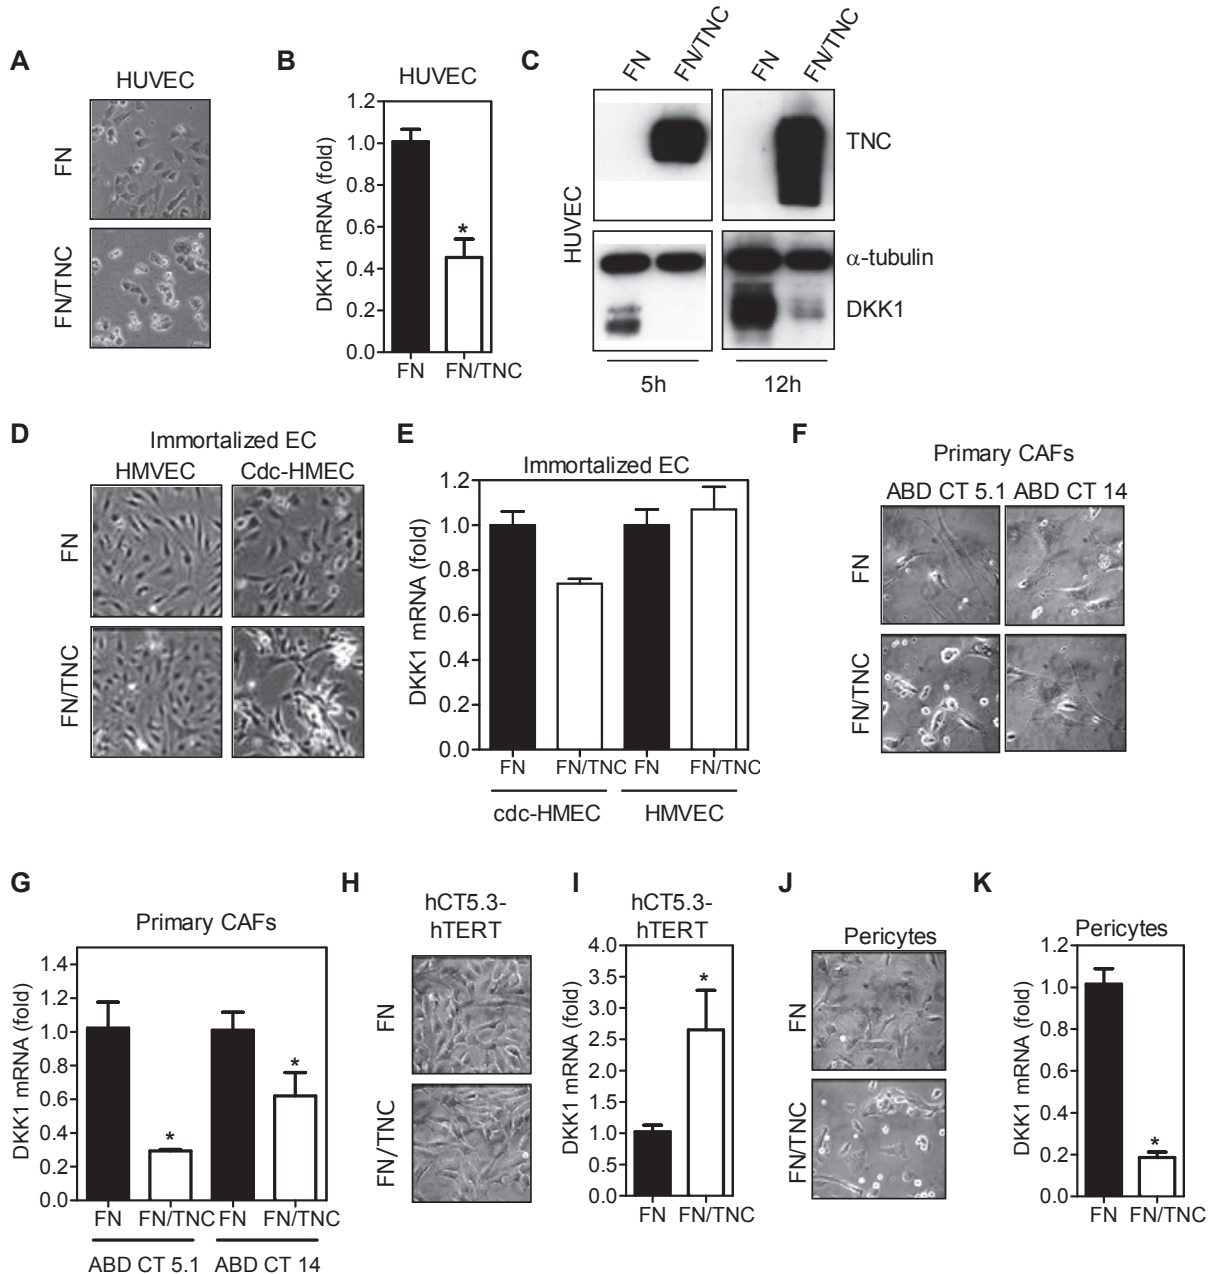 A
HUVEC
FN
FN/TNC
B
HUVEC
DKK1 mRNA (fold)
1.2
1.0
0.8
0.6
0.4
0.2
0.0
*
FN FN/TNC
C
FN FN/TNC FN FN/TNC
HUVEC
TNC
α-tubulin
DKK1
5h 12h
D
Immortalized EC
HMVEC Cdc-HMEC
FN
FN/TNC
E
Immortalized EC
DKK1 mRNA (fold)
1.2
1.0
0.8
0.6
0.4
0.2
0.0
FN FN/TNC FN FN/TNC
cdc-HMEC HMVEC
F
Primary CAFs
ABD CT 5.1 ABD CT 14
FN
FN/TNC
G
Primary CAFs
DKK1 mRNA (fold)
1.4
1.2
1.0
0.8
0.6
0.4
0.2
0.0
* *
FN FN/TNC FN FN/TNC
ABD CT 5.1 ABD CT 14
H
hCT5.3-
hTERT
FN
FN/TNC
I
hCT5.3-
hTERT
DKK1 mRNA (fold)
4.0
3.5
3.0
2.5
2.0
1.5
1.0
0.5
0.0
*
FN FN/TNC
J
Pericytes
FN
FN/TNC
K
Pericytes
DKK1 mRNA (fold)
1.2
1.0
0.8
0.6
0.4
0.2
0.0
*
FN FN/TNC